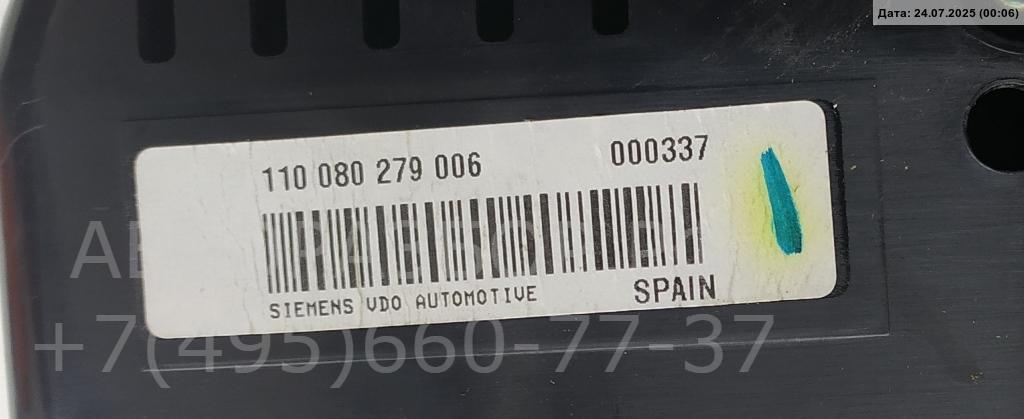 Дата: 24.07.2025 (00:06)
110 080 279 006 000337
SIEMENS VDO AUTOMOTIVE SPAIN
+7(495)660-77-37